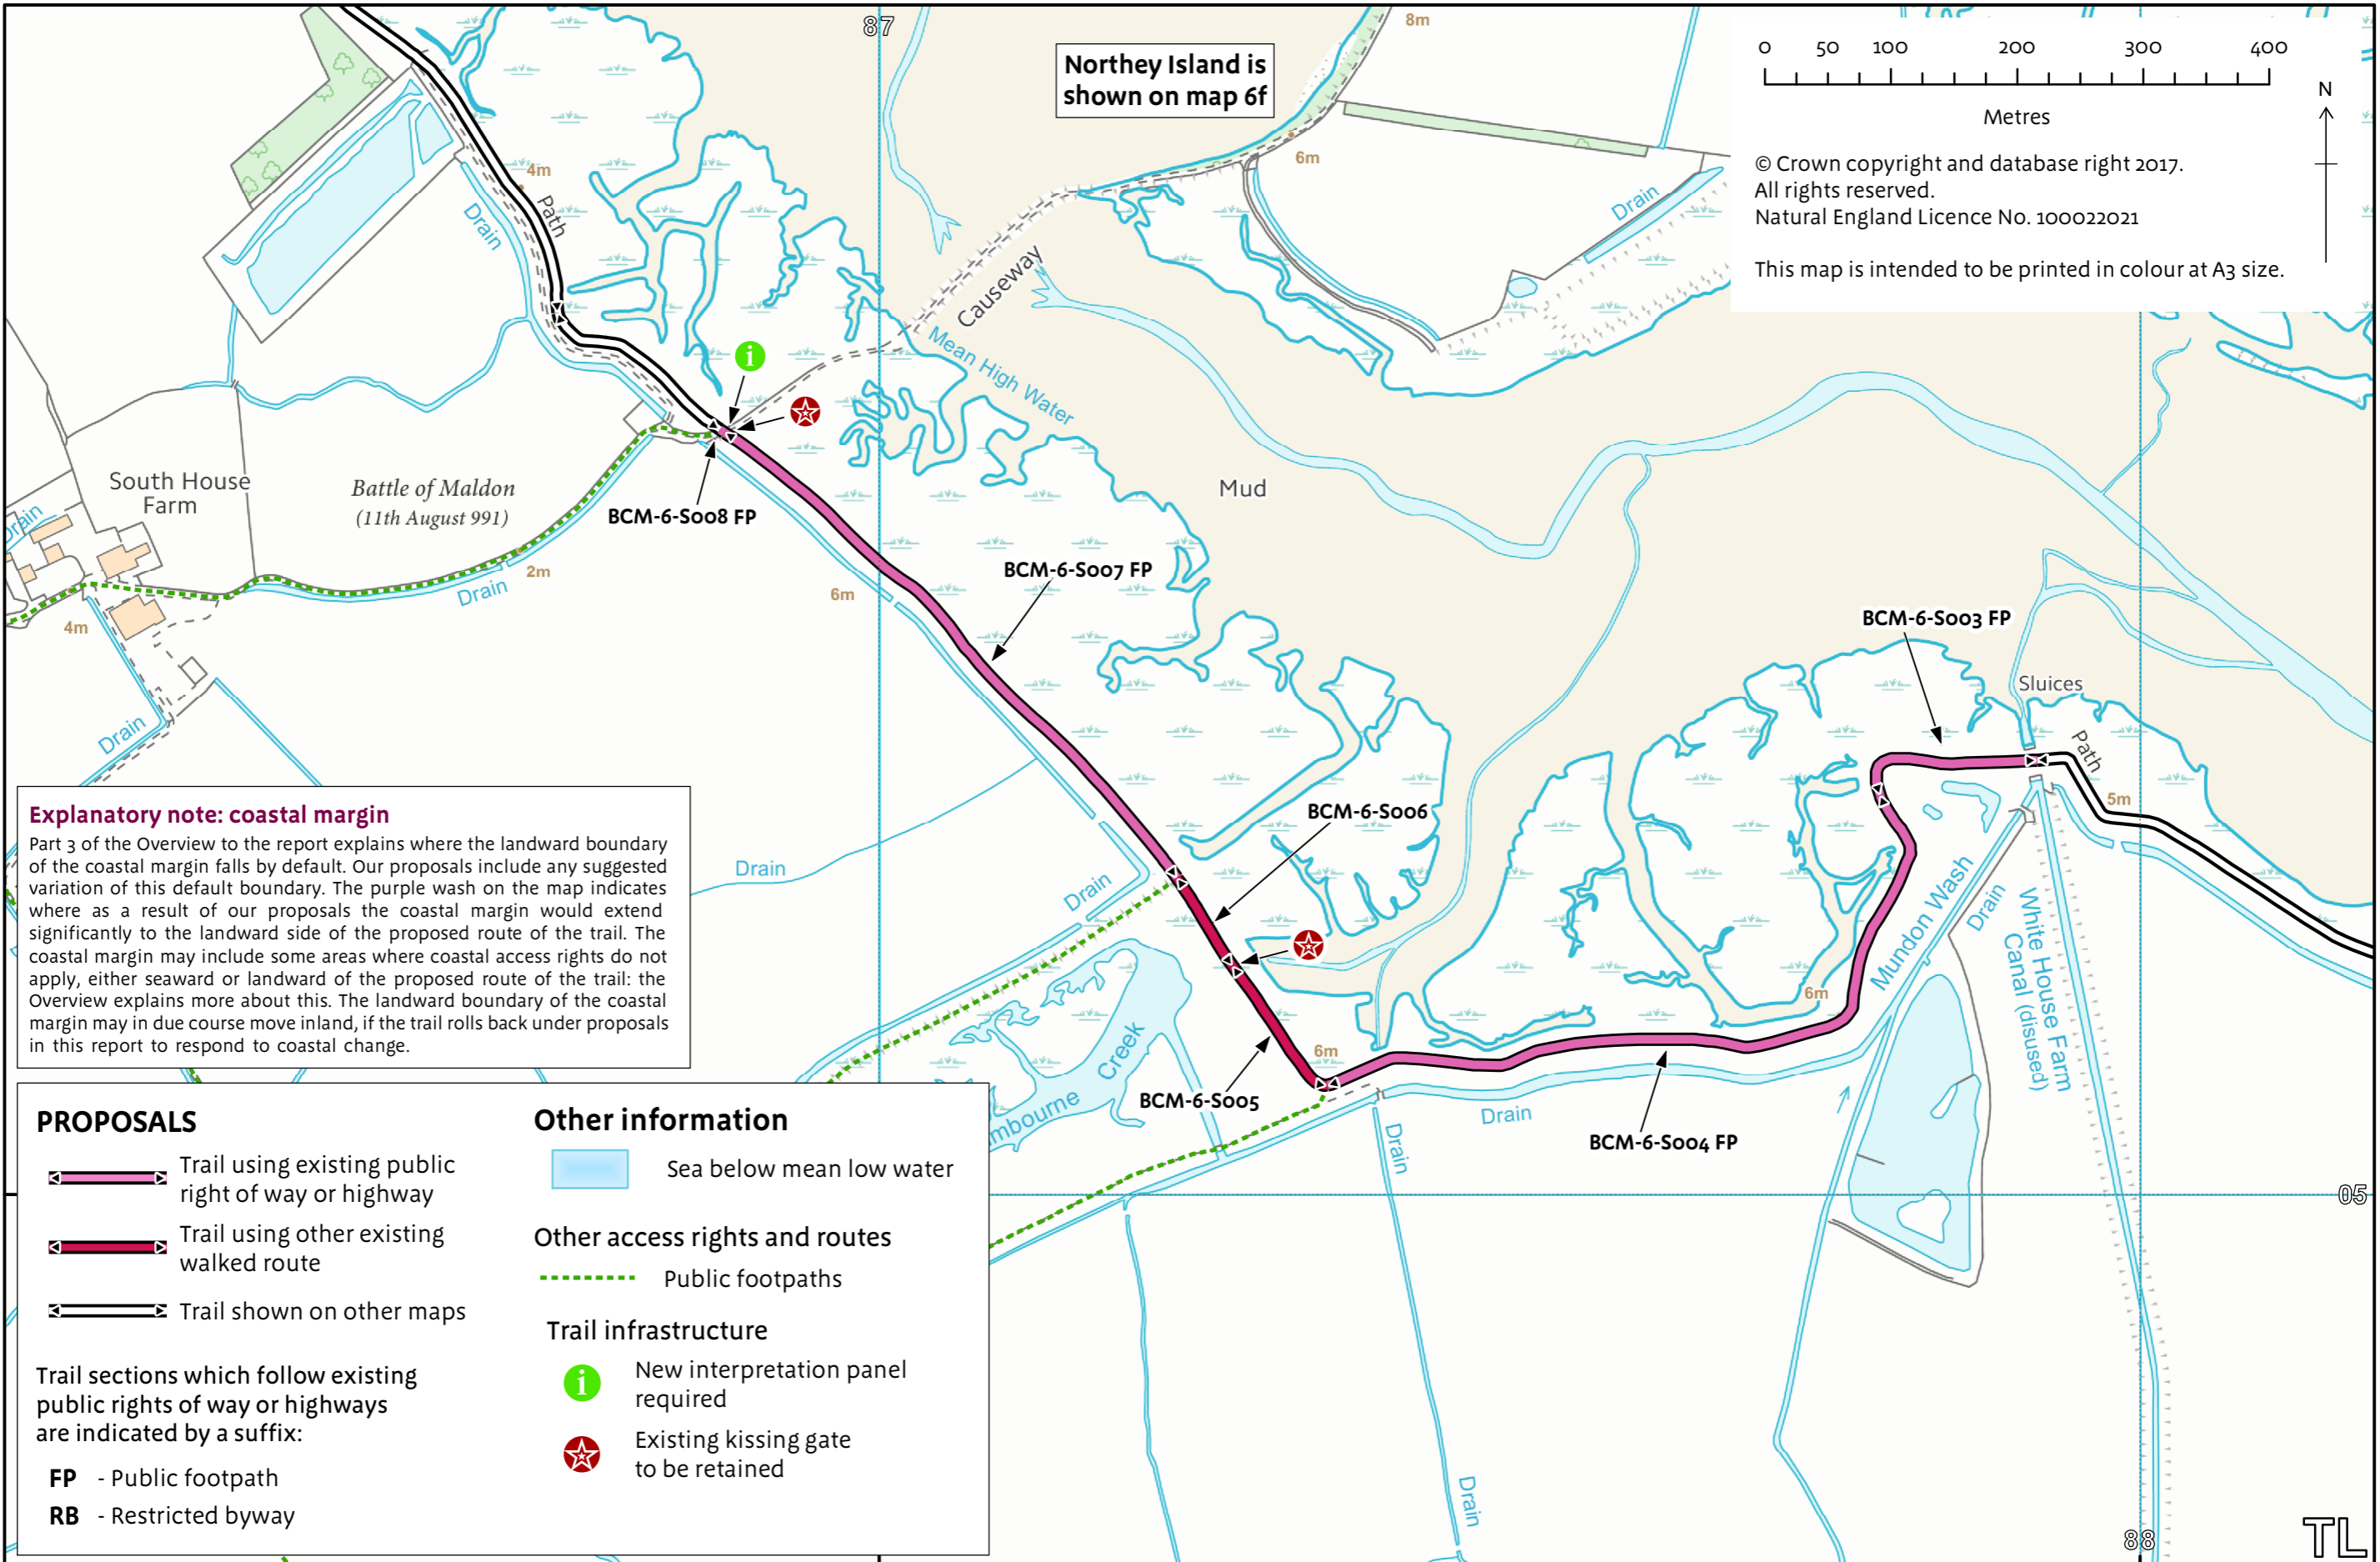 87
8m
Northey Island is
shown on map 6f
0 50 100 200 300 400
Metres
N
© Crown copyright and database right 2017.
All rights reserved.
Natural England Licence No. 100022021
This map is intended to be printed in colour at A3 size.
6m
Drain
4m
Path
Drain
Causeway
Mean High Water
i
South House
Farm
Battle of Maldon
(11th August 991)
Mud
BCM-6-S008 FP
Drain
2m
Drain
6m
4m
BCM-6-S007 FP
BCM-6-S003 FP
Sluices
Path
5m
Drain
BCM-6-S006
Drain
Drain
Mundon Wash
Drain
White House Farm
Canal (disused)
6m
6m
Creek
BCM-6-S005
Drain
Drain
BCM-6-S004 FP
05
Drain
88
TL
Explanatory note: coastal margin
Part 3 of the Overview to the report explains where the landward boundary
of the coastal margin falls by default. Our proposals include any suggested
variation of this default boundary. The purple wash on the map indicates
where as a result of our proposals the coastal margin would extend
significantly to the landward side of the proposed route of the trail. The
coastal margin may include some areas where coastal access rights do not
apply, either seaward or landward of the proposed route of the trail: the
Overview explains more about this. The landward boundary of the coastal
margin may in due course move inland, if the trail rolls back under proposals
in this report to respond to coastal change.
PROPOSALS
Trail using existing public
right of way or highway
Trail using other existing
walked route
Trail shown on other maps
Trail sections which follow existing
public rights of way or highways
are indicated by a suffix:
FP - Public footpath
RB - Restricted byway
Other information
Sea below mean low water
Other access rights and routes
Public footpaths
Trail infrastructure
i New interpretation panel
required
Existing kissing gate
to be retained